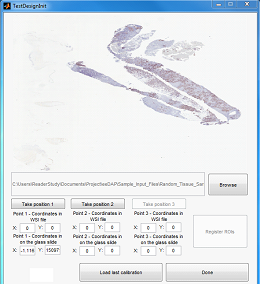 TestDesignInit
C:\Users\ReaderStudy\Documents\Projects\eeDAP\Sample_Input_Files\Random_Tissue_Sam
Browse
Take position 1 Take position 2 Take position 3
Point 1 - Coordinates in WSI file Point 2 - Coordinates in WSI file Point 3 - Coordinates in WSI file
X: 0 Y: 0 X: 0 Y: 0 X: 0 Y: 0
Point 1 - Coordinates in on the glass slide Point 2 - Coordinates in on the glass slide Point 3 - Coordinates in on the glass slide
X: -1.116 Y: 15097 X: 0 Y: 0 X: 0 Y: 0
Register ROIs
Load last calibration Done